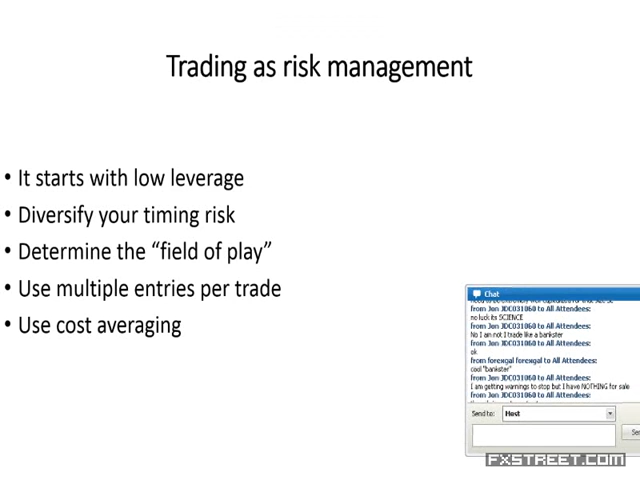 Trading as risk management
• It starts with low leverage
• Diversify your timing risk
• Determine the “field of play”
• Use multiple entries per trade
• Use cost averaging
Chat
from Jon JDC031060 to All Attendees:
no luck its SCIENCE
from Jon JDC031060 to All Attendees:
No I am not I trade like a bankster
from Jon JDC031060 to All Attendees:
ok
from forexgal forexgal to All Attendees:
cool "bankster"
from Jon JDC031060 to All Attendees:
I am getting warnings to stop but I have NOTHING for sale
from Jon JDC031060 to All Attendees:
Send to: Host
FXSTREET.COM